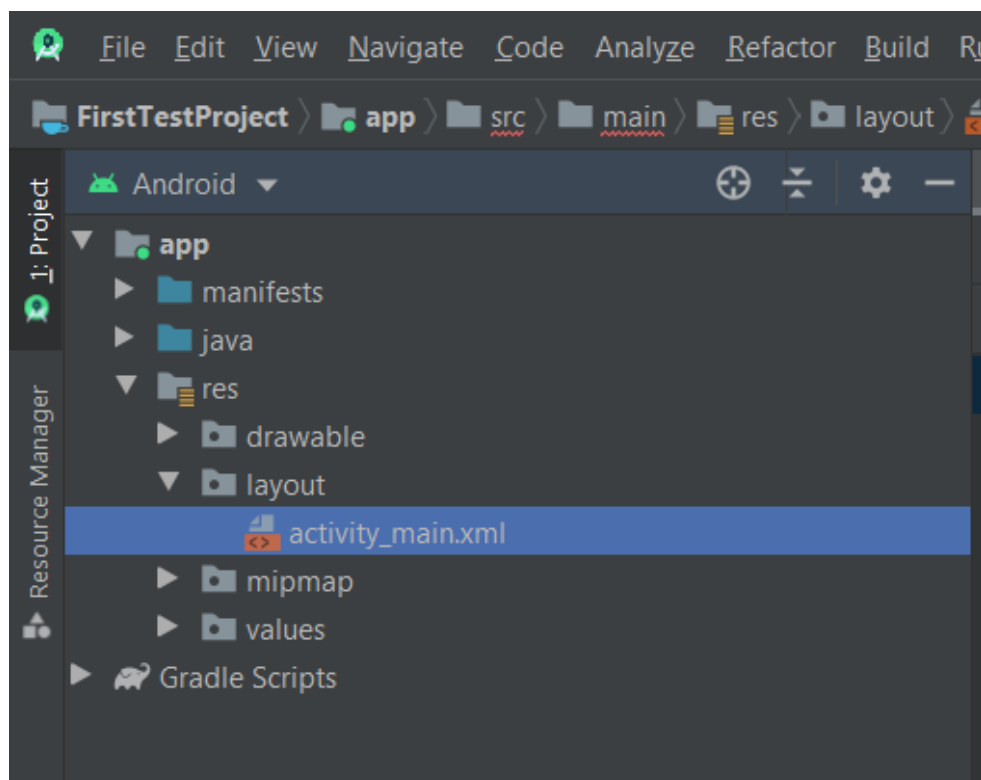 File Edit View Navigate Code Analyze Refactor Build
FirstTestProject app src main res layout
Android
1: Project
app
manifests
java
res
drawable
layout
activity_main.xml
mipmap
values
Gradle Scripts
Resource Manager